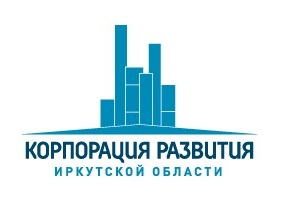 КОРПОРАЦИЯ РАЗВИТИЯ
ИРКУТСКОЙ ОБЛАСТИ